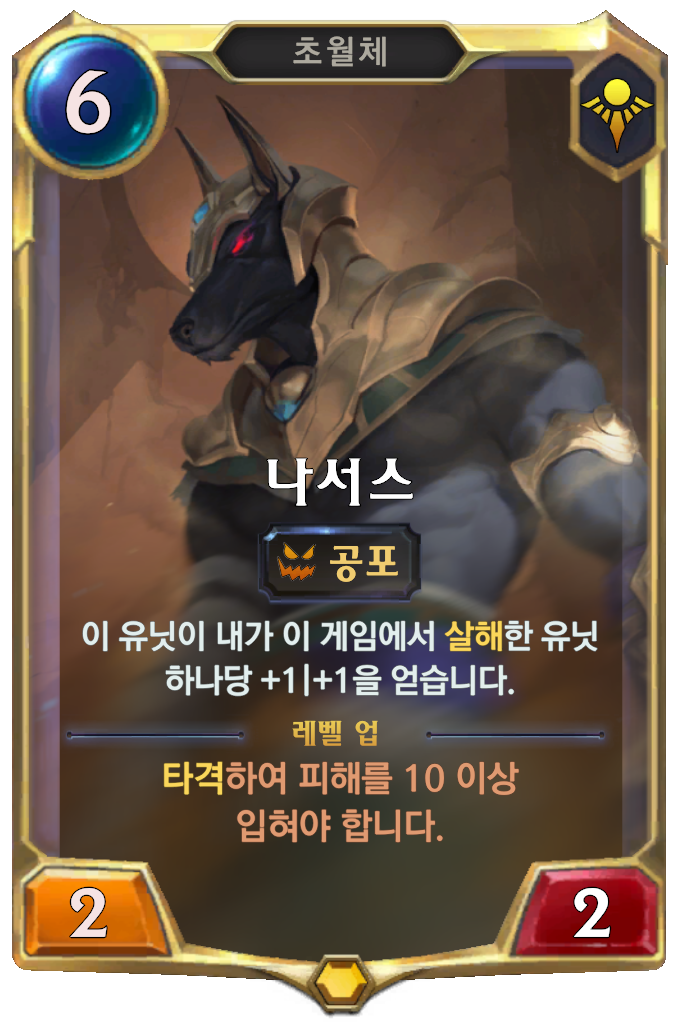 초월체
6
나서스
공포
이 유닛이 내가 이 게임에서 살해한 유닛
하나당 +1|+1을 얻습니다.
레벨 업
타격하여 피해를 10 이상
입혀야 합니다.
2
2